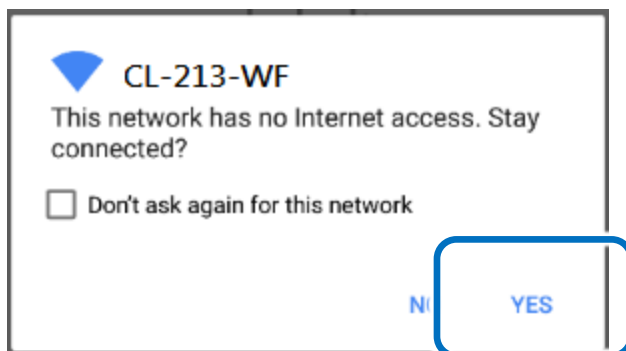 CL-213-WF
This network has no Internet access. Stay
connected?
Don't ask again for this network
YES